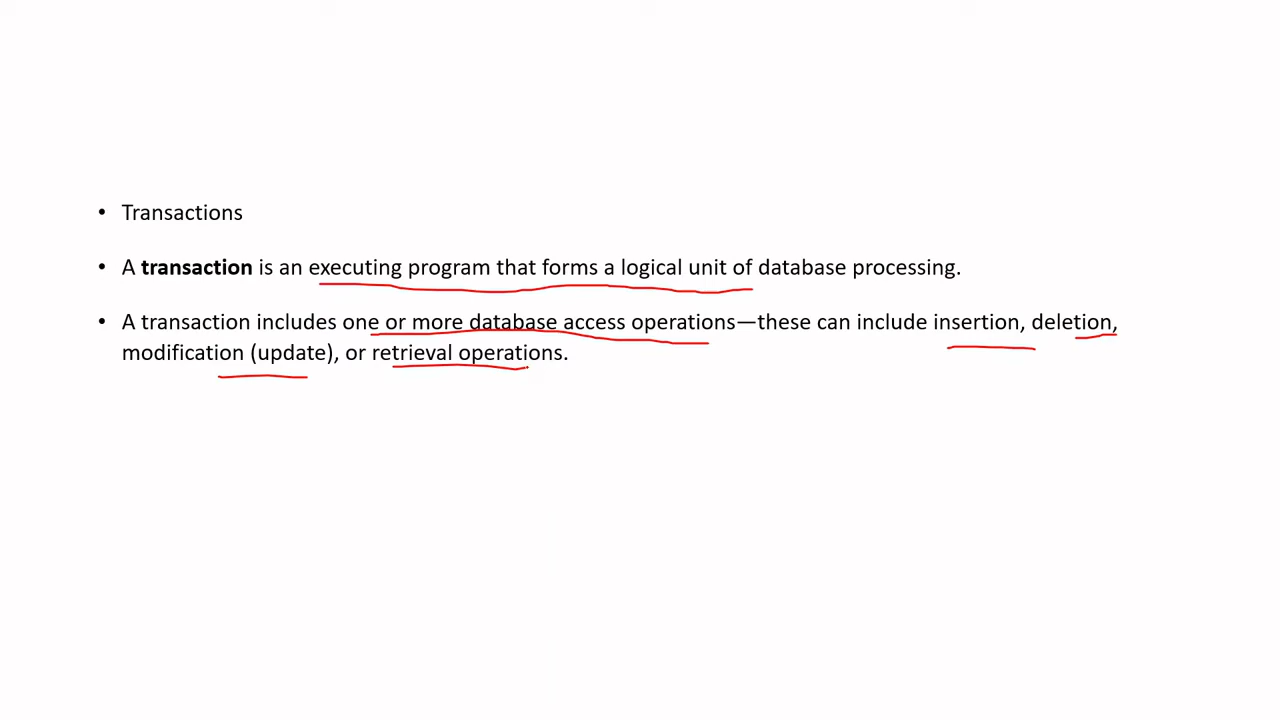 • Transactions
• A transaction is an executing program that forms a logical unit of database processing.
• A transaction includes one or more database access operations—these can include insertion, deletion,
modification (update), or retrieval operations.